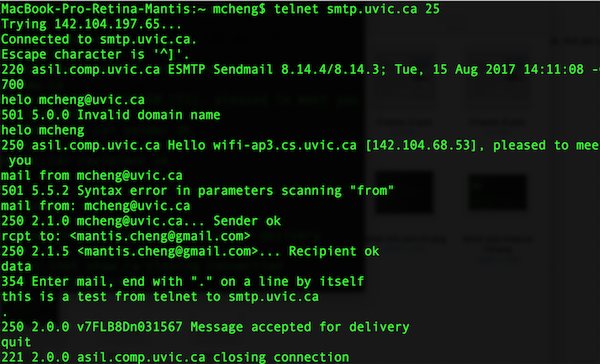 MacBook-Pro-Retina-Mantis:~ mcheng$ telnet smtp.uvic.ca 25
Trying 142.104.197.65...
Connected to smtp.uvic.ca.
Escape character is '^]'.
220 asil.comp.uvic.ca ESMTP Sendmail 8.14.4/8.14.3; Tue, 15 Aug 2017 14:11:08 -0
700
helo mcheng@uvic.ca
501 5.0.0 Invalid domain name
helo mcheng
250 asil.comp.uvic.ca Hello wifi-ap3.cs.uvic.ca [142.104.68.53], pleased to mee
you
mail from mcheng@uvic.ca
501 5.5.2 Syntax error in parameters scanning "from"
mail from: mcheng@uvic.ca
250 2.1.0 mcheng@uvic.ca... Sender ok
rcpt to: <mantis.cheng@gmail.com>
250 2.1.5 <mantis.cheng@gmail.com>... Recipient ok
data
354 Enter mail, end with "." on a line by itself
this is a test from telnet to smtp.uvic.ca
.
250 2.0.0 v7FLB8Dn031567 Message accepted for delivery
quit
221 2.0.0 asil.comp.uvic.ca closing connection